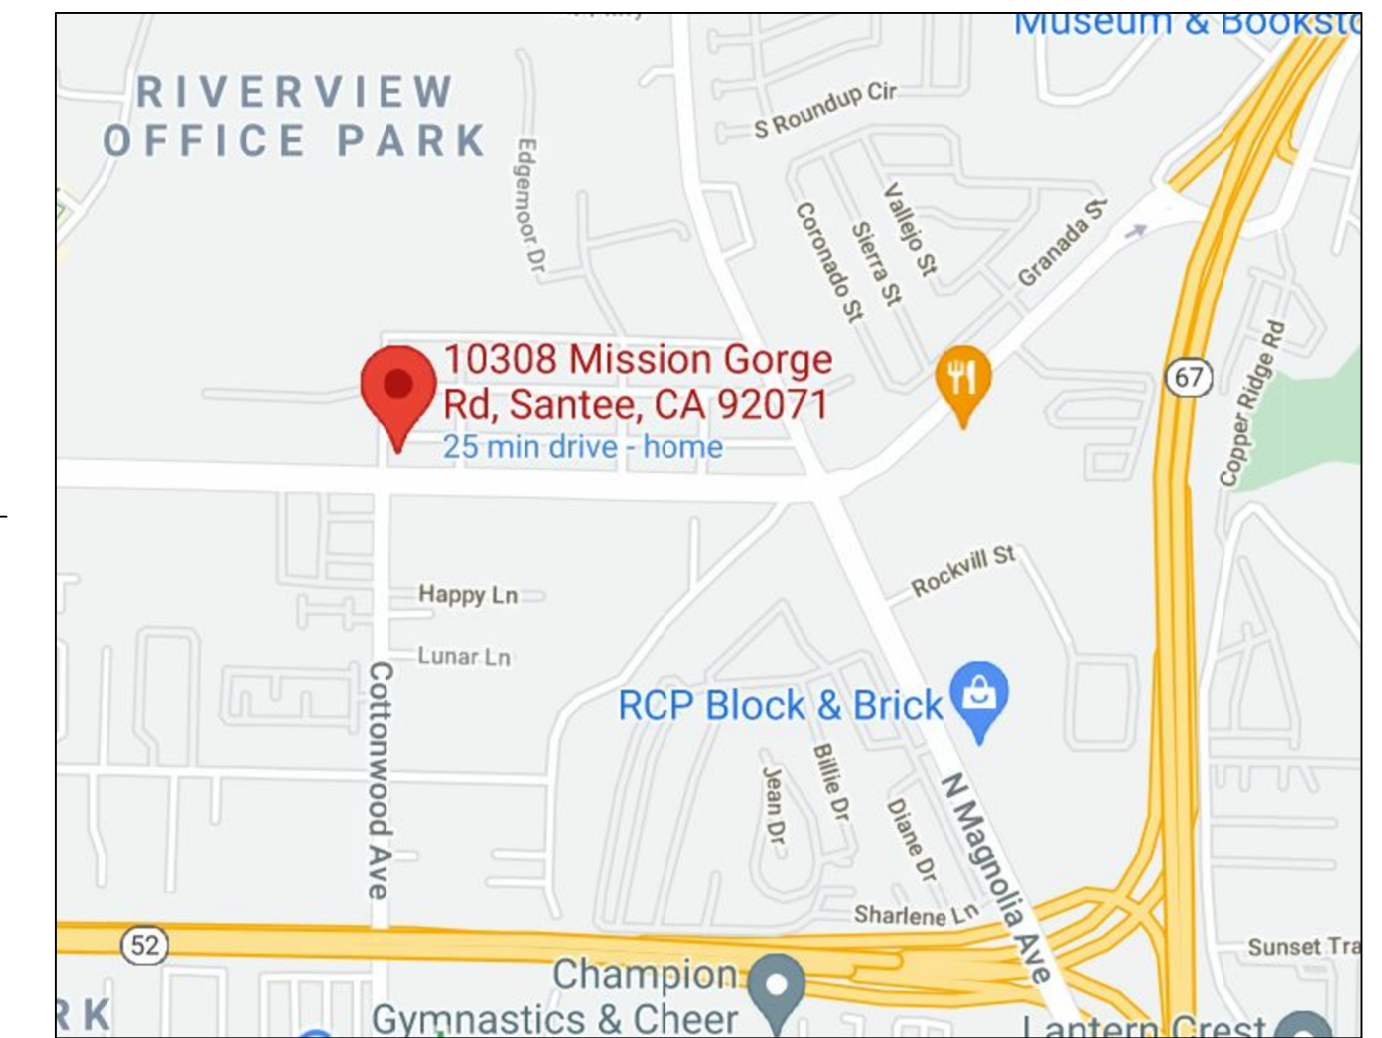 Museum & Booksto
RIVERVIEW
OFFICE PARK
S Roundup Cir
Edgemoor Dr
Vallejo St
Coronado St
Sierra St
Granada St
10308 Mission Gorge
Rd, Santee, CA 92071
25 min drive - home
67
Copper Ridge Rd
Rockvill St
Happy Ln
Lunar Ln
Cottonwood Ave
RCP Block & Brick
Billie Dr
Jean Dr
Diane Dr
N Magnolia Ave
Sharlene Ln
52
Sunset Tra
Champion
Gymnastics & Cheer
RK
Lantern Crest